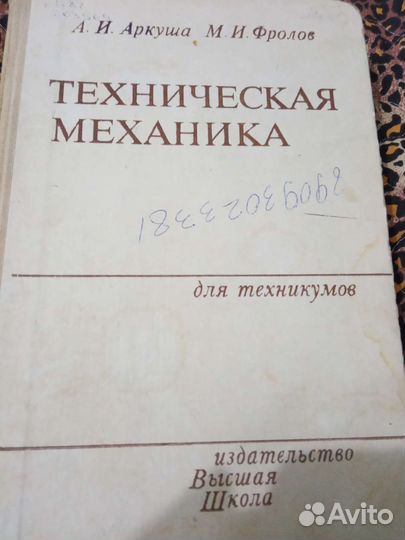 А. И. Аркуша М. И. Фролов
ТЕХНИЧЕСКАЯ
МЕХАНИКА
для техникумов
издательство
Высшая
Школа
Avito